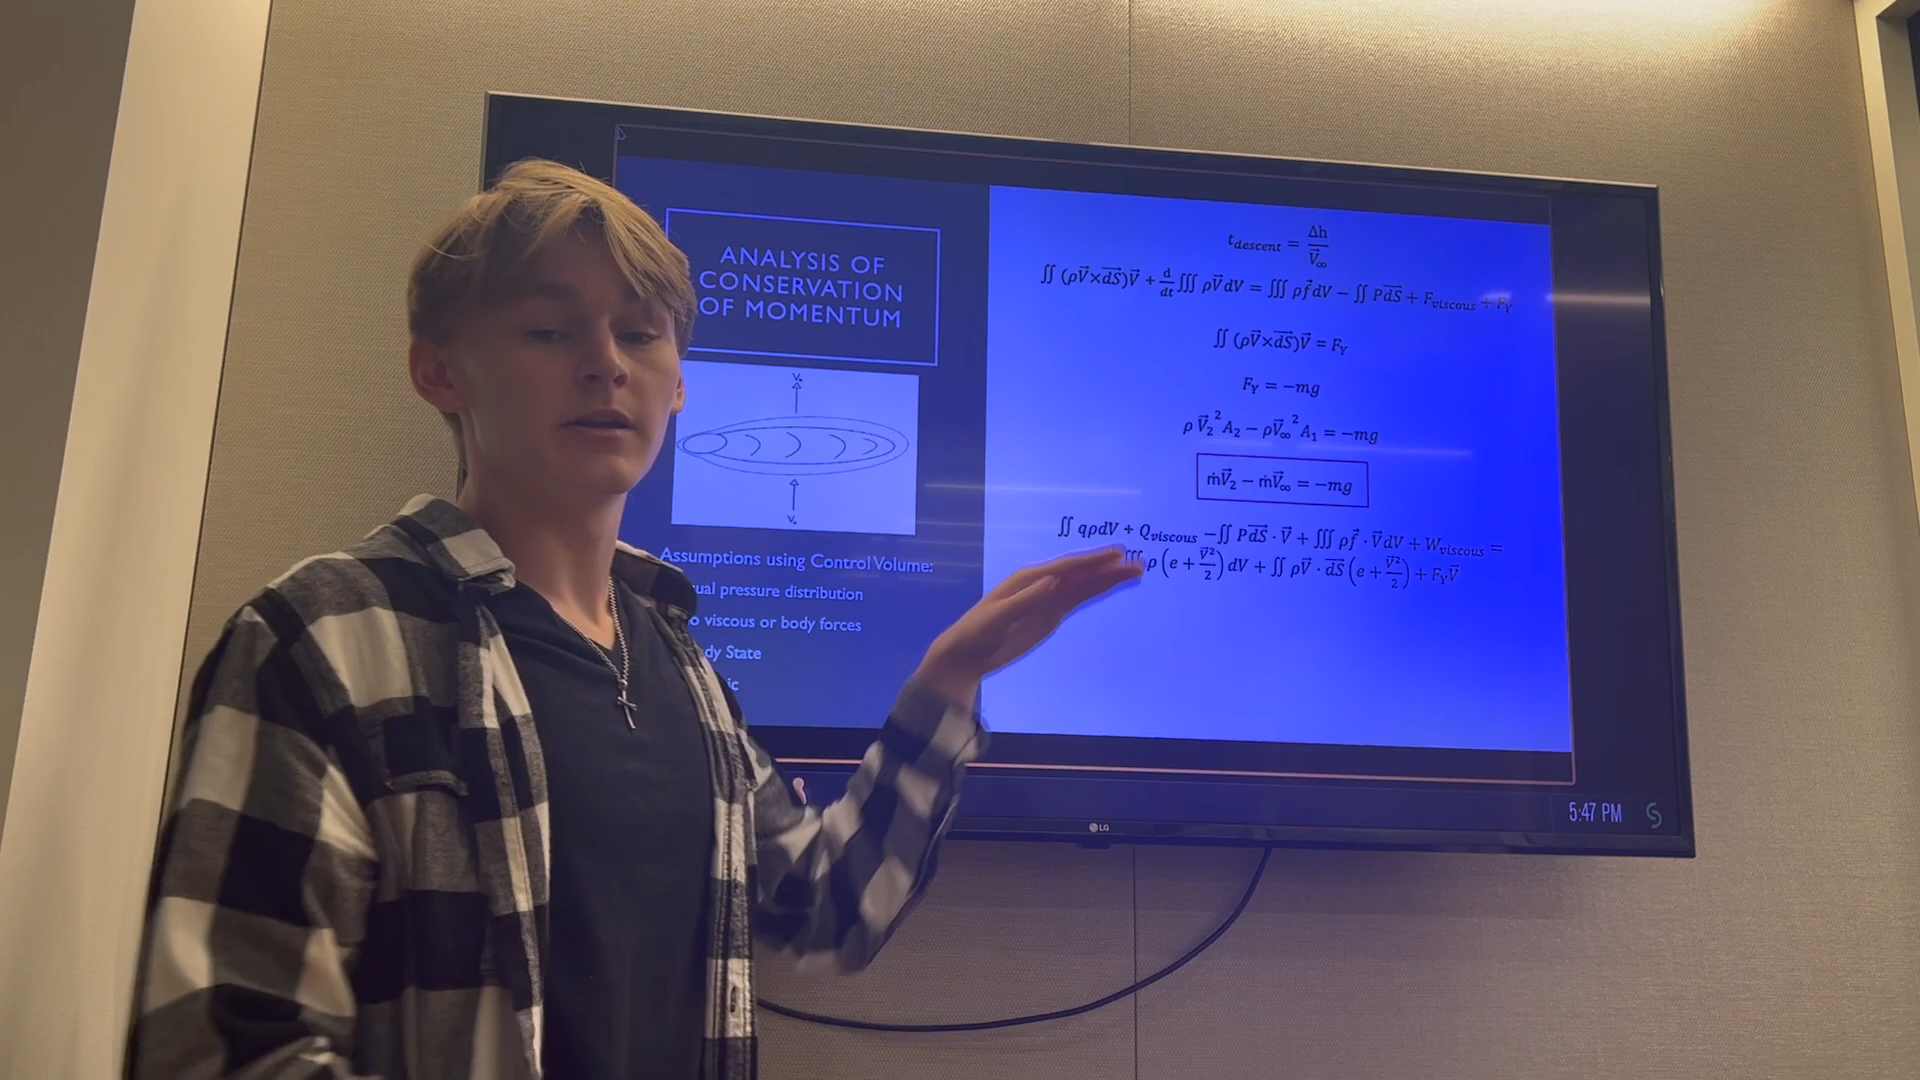 ANALYSIS OF
CONSERVATION
OF MOMENTUM
V∞
V∞
Assumptions using Control Volume:
pressure distribution
viscous or body forces
State
t_descent = Δh / V⃗∞
∬ (ρV⃗×dS⃗)V⃗ + d/dt ∭ ρV⃗dV = ∭ ρf⃗dV − ∬ PdS⃗ + F_viscous + F_Y
∬ (ρV⃗×dS⃗)V⃗ = F_Y
F_Y = −mg
ρV⃗₂²A₂ − ρV⃗∞²A₁ = −mg
ṁV⃗₂ − ṁV⃗∞ = −mg
∬ qρdV + Q_viscous −∬ PdS⃗ · V⃗ + ∭ ρf⃗ · V⃗dV + W_viscous =
∭ ρ(e + V⃗²/2) dV + ∬ ρV⃗ · dS⃗ (e + V⃗²/2) + F_YV⃗
5:47 PM
LG